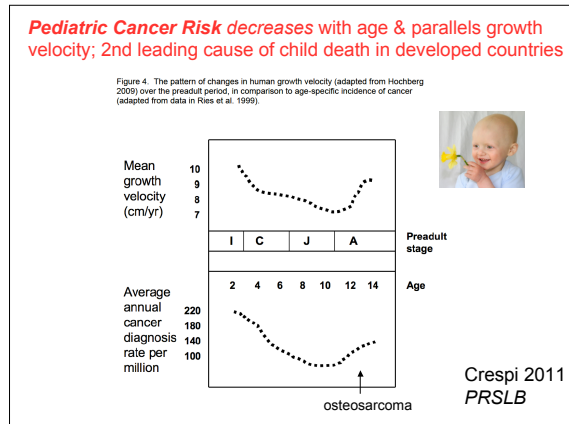 Pediatric Cancer Risk decreases with age & parallels growth
velocity; 2nd leading cause of child death in developed countries
Figure 4. The pattern of changes in human growth velocity (adapted from Hochberg
2009) over the preadult period, in comparison to age-specific incidence of cancer
(adapted from data in Ries et al. 1999).
Mean
growth
velocity
(cm/yr)
10
9
8
7
I C J A
Preadult
stage
2 4 6 8 10 12 14 Age
Average
annual
cancer
diagnosis
rate per
million
220
180
140
100
osteosarcoma
Crespi 2011
PRSLB